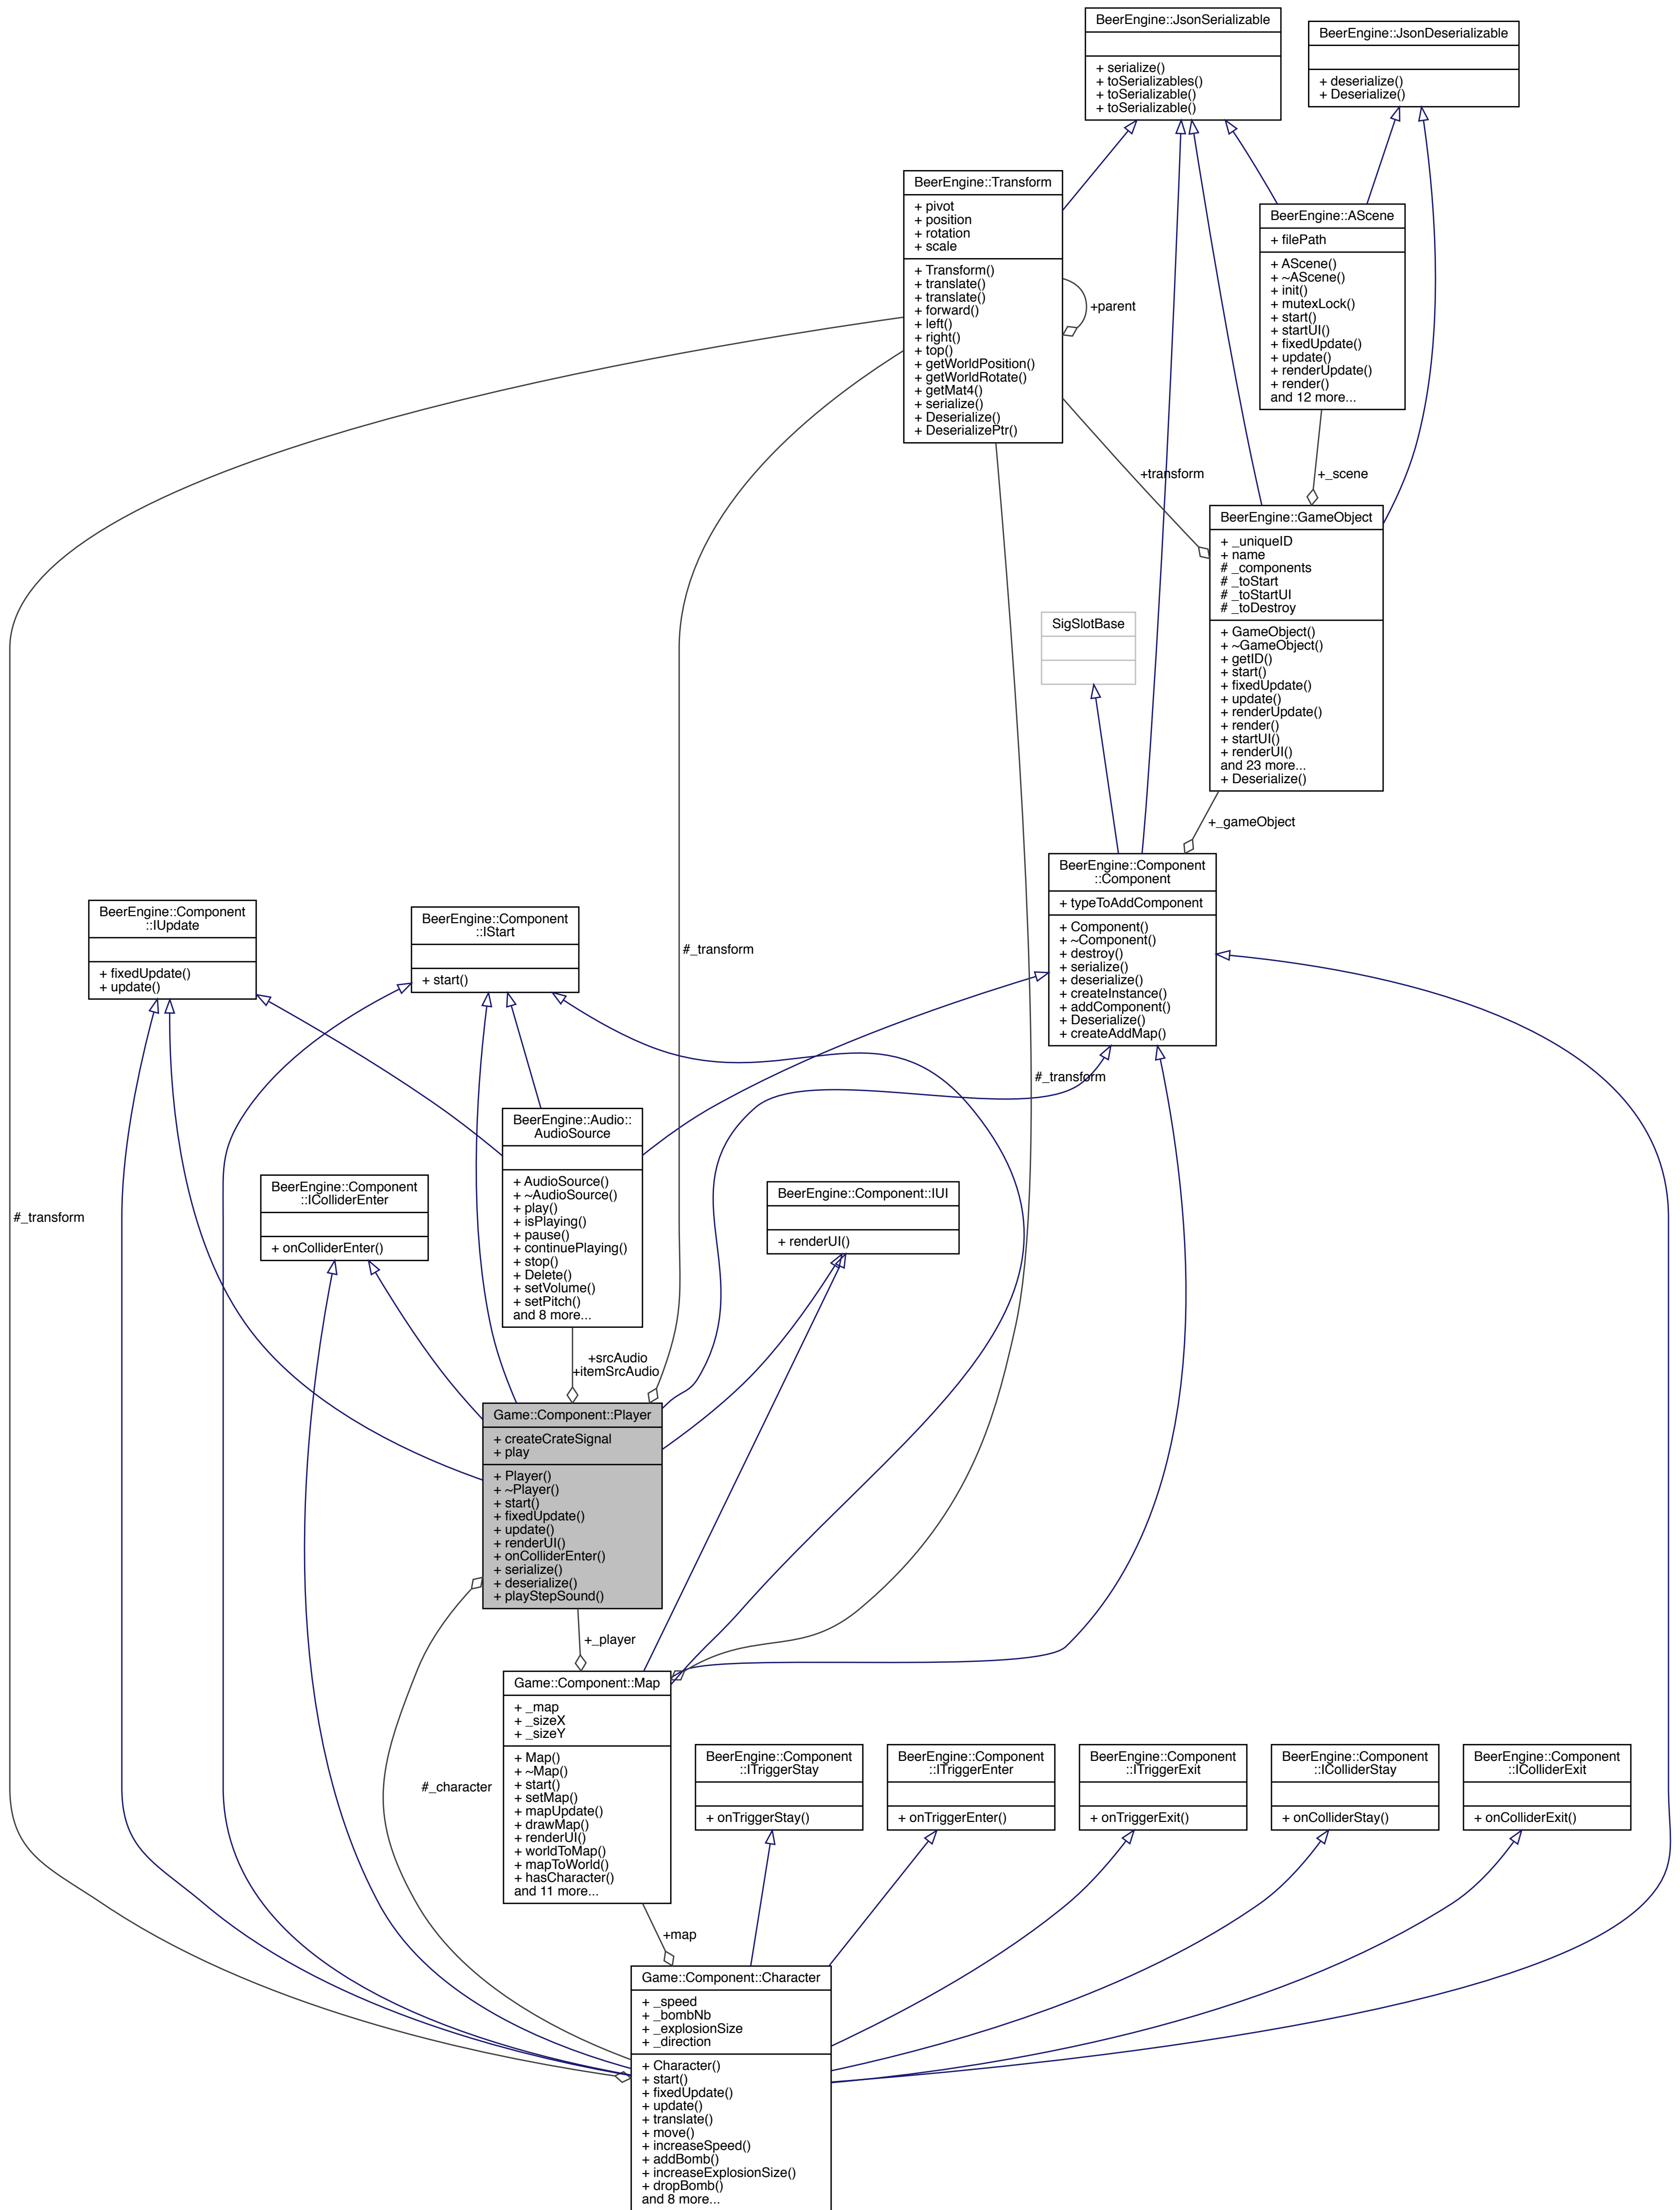 BeerEngine::JsonSerializable
+ serialize()
+ toSerializables()
+ toSerializable()
+ toSerializable()
BeerEngine::JsonDeserializable
+ deserialize()
+ Deserialize()
BeerEngine::Transform
+ pivot
+ position
+ rotation
+ scale
+ Transform()
+ translate()
+ translate()
+ forward()
+ left()
+ right()
+ top()
+ getWorldPosition()
+ getWorldRotate()
+ getMat4()
+ serialize()
+ Deserialize()
+ DeserializePtr()
+parent
BeerEngine::AScene
+ filePath
+ AScene()
+ ~AScene()
+ init()
+ mutexLock()
+ start()
+ startUI()
+ fixedUpdate()
+ update()
+ renderUpdate()
+ render()
and 12 more...
+transform
+_scene
BeerEngine::GameObject
+ _uniqueID
+ name
# _components
# _toStart
# _toStartUI
# _toDestroy
+ GameObject()
+ ~GameObject()
+ getID()
+ start()
+ fixedUpdate()
+ update()
+ renderUpdate()
+ render()
+ startUI()
+ renderUI()
and 23 more...
+ Deserialize()
SigSlotBase
+_gameObject
BeerEngine::Component
::Component
+ typeToAddComponent
+ Component()
+ ~Component()
+ destroy()
+ serialize()
+ deserialize()
+ createInstance()
+ addComponent()
+ Deserialize()
+ createAddMap()
BeerEngine::Component
::IUpdate
+ fixedUpdate()
+ update()
BeerEngine::Component
::IStart
+ start()
#_transform
#_transform
BeerEngine::Audio::
AudioSource
+ AudioSource()
+ ~AudioSource()
+ play()
+ isPlaying()
+ pause()
+ continuePlaying()
+ stop()
+ Delete()
+ setVolume()
+ setPitch()
and 8 more...
BeerEngine::Component
::IColliderEnter
+ onColliderEnter()
BeerEngine::Component::IUI
+ renderUI()
#_transform
+srcAudio
+itemSrcAudio
Game::Component::Player
+ createCrateSignal
+ play
+ Player()
+ ~Player()
+ start()
+ fixedUpdate()
+ update()
+ renderUI()
+ onColliderEnter()
+ serialize()
+ deserialize()
+ playStepSound()
+_player
Game::Component::Map
+ _map
+ _sizeX
+ _sizeY
+ Map()
+ ~Map()
+ start()
+ setMap()
+ mapUpdate()
+ drawMap()
+ renderUI()
+ worldToMap()
+ mapToWorld()
+ hasCharacter()
and 11 more...
#_character
BeerEngine::Component
::ITriggerStay
+ onTriggerStay()
BeerEngine::Component
::ITriggerEnter
+ onTriggerEnter()
BeerEngine::Component
::ITriggerExit
+ onTriggerExit()
BeerEngine::Component
::IColliderStay
+ onColliderStay()
BeerEngine::Component
::IColliderExit
+ onColliderExit()
+map
Game::Component::Character
+ _speed
+ _bombNb
+ _explosionSize
+ _direction
+ Character()
+ start()
+ fixedUpdate()
+ update()
+ translate()
+ move()
+ increaseSpeed()
+ addBomb()
+ increaseExplosionSize()
+ dropBomb()
and 8 more...